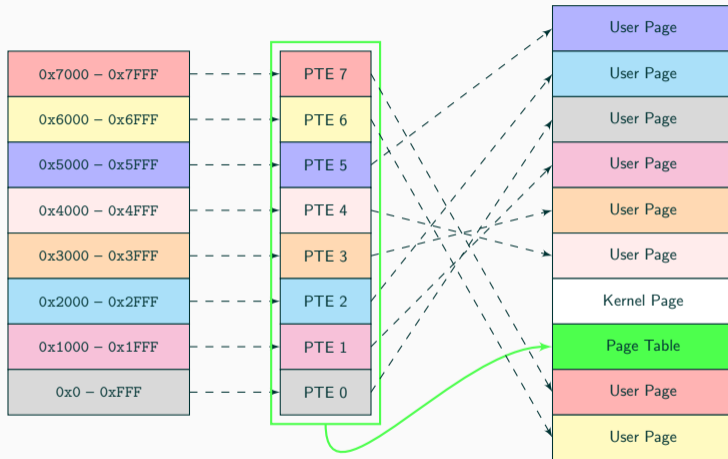 0x7000 – 0x7FFF
0x6000 – 0x6FFF
0x5000 – 0x5FFF
0x4000 – 0x4FFF
0x3000 – 0x3FFF
0x2000 – 0x2FFF
0x1000 – 0x1FFF
0x0 – 0xFFF
PTE 7
PTE 6
PTE 5
PTE 4
PTE 3
PTE 2
PTE 1
PTE 0
User Page
User Page
User Page
User Page
User Page
User Page
Kernel Page
Page Table
User Page
User Page